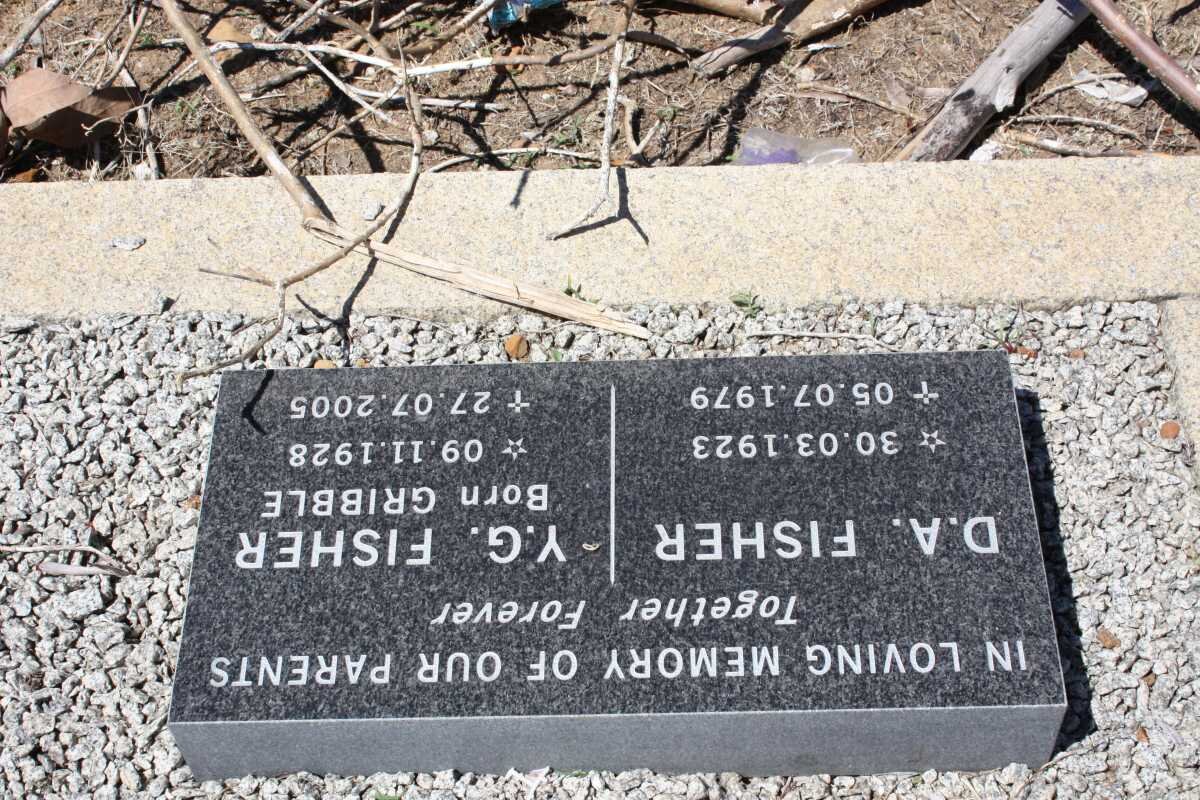 IN LOVING MEMORY OF OUR PARENTS
Together Forever
D.A. FISHER
☆ 30.03.1923
✝ 05.07.1979
Y.G. FISHER
Born GRIBBLE
☆ 09.11.1928
✝ 27.07.2005